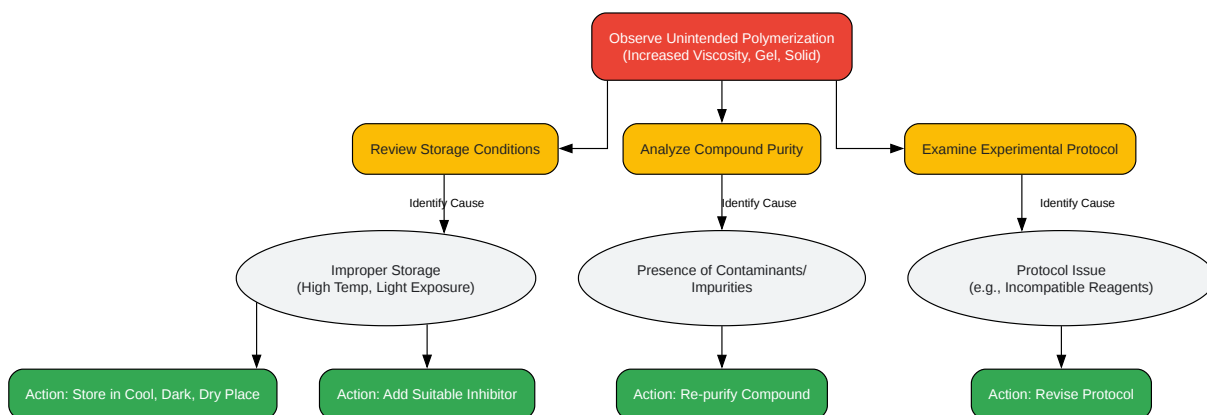 Observe Unintended Polymerization
(Increased Viscosity, Gel, Solid)
Review Storage Conditions
Analyze Compound Purity
Examine Experimental Protocol
Identify Cause
Identify Cause
Identify Cause
Improper Storage
(High Temp, Light Exposure)
Presence of Contaminants/
Impurities
Protocol Issue
(e.g., Incompatible Reagents)
Action: Store in Cool, Dark, Dry Place
Action: Add Suitable Inhibitor
Action: Re-purify Compound
Action: Revise Protocol